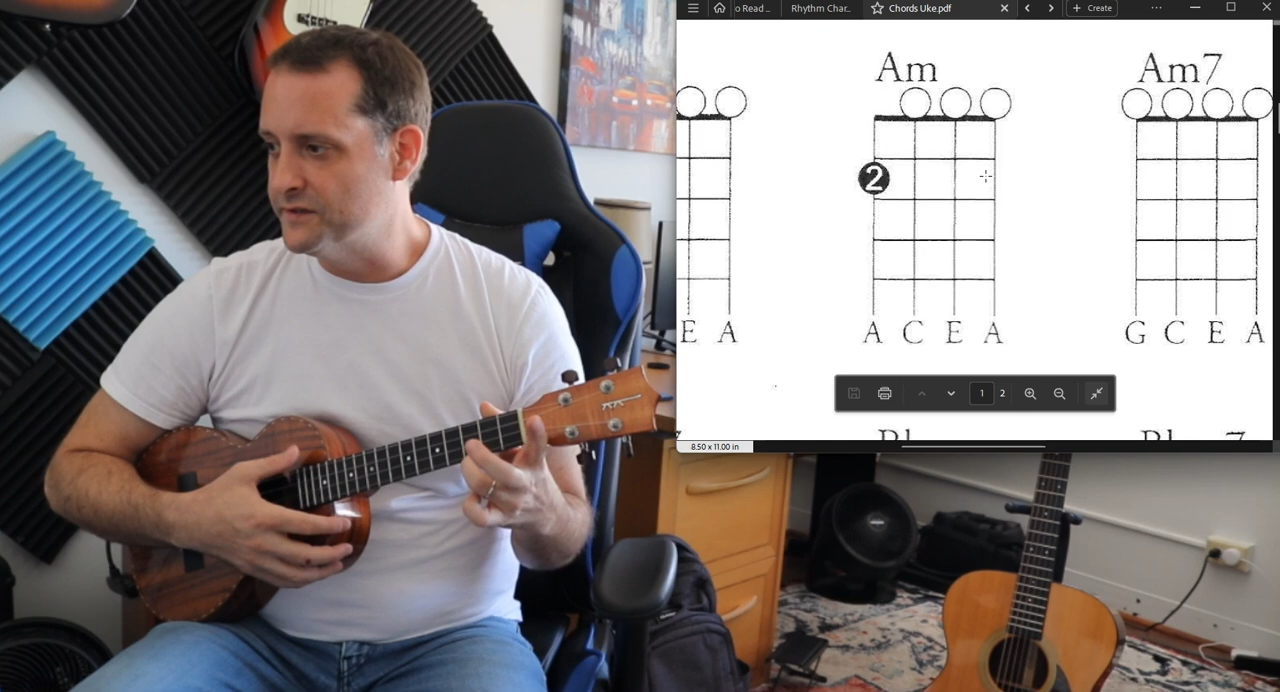 o Read ..
Rhythm Char...
Chords Uke.pdf
Create
Am
Am7
2
E A
A C E A
G C E A
1 2
8.50 x 11.00 in